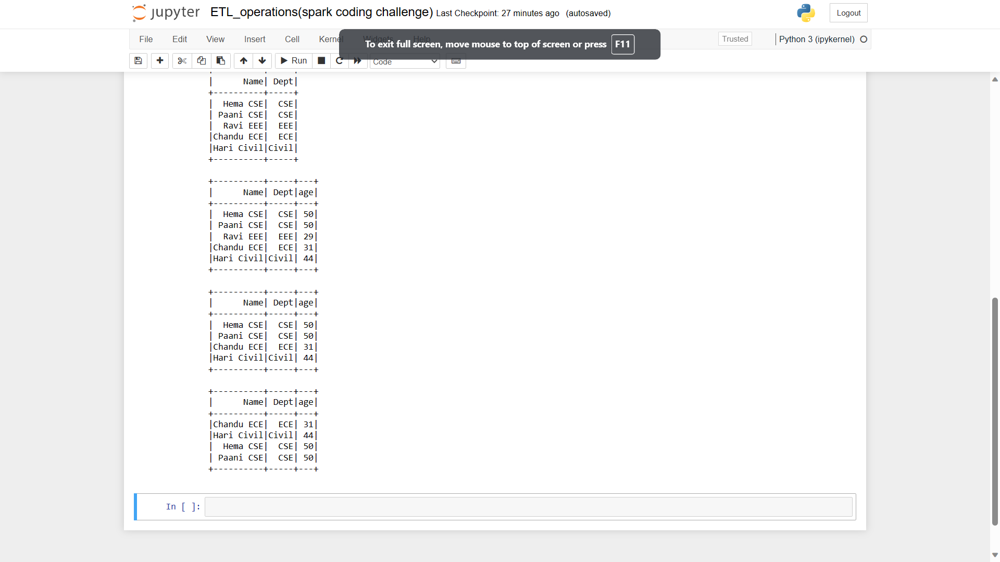 jupyter ETL_operations(spark coding challenge) Last Checkpoint: 27 minutes ago (autosaved) Logout
File Edit View Insert Cell Kernel Widgets Help Trusted Python 3 (ipykernel)
To exit full screen, move mouse to top of screen or press F11
Run Code
|      Name| Dept|
+----------+-----+
|  Hema CSE|  CSE|
| Paani CSE|  CSE|
|  Ravi EEE|  EEE|
|Chandu ECE|  ECE|
|Hari Civil|Civil|
+----------+-----+
+----------+-----+---+
|      Name| Dept|age|
+----------+-----+---+
|  Hema CSE|  CSE| 50|
| Paani CSE|  CSE| 50|
|  Ravi EEE|  EEE| 29|
|Chandu ECE|  ECE| 31|
|Hari Civil|Civil| 44|
+----------+-----+---+
+----------+-----+---+
|      Name| Dept|age|
+----------+-----+---+
|  Hema CSE|  CSE| 50|
| Paani CSE|  CSE| 50|
|Chandu ECE|  ECE| 31|
|Hari Civil|Civil| 44|
+----------+-----+---+
+----------+-----+---+
|      Name| Dept|age|
+----------+-----+---+
|Chandu ECE|  ECE| 31|
|Hari Civil|Civil| 44|
|  Hema CSE|  CSE| 50|
| Paani CSE|  CSE| 50|
+----------+-----+---+
In [ ]: